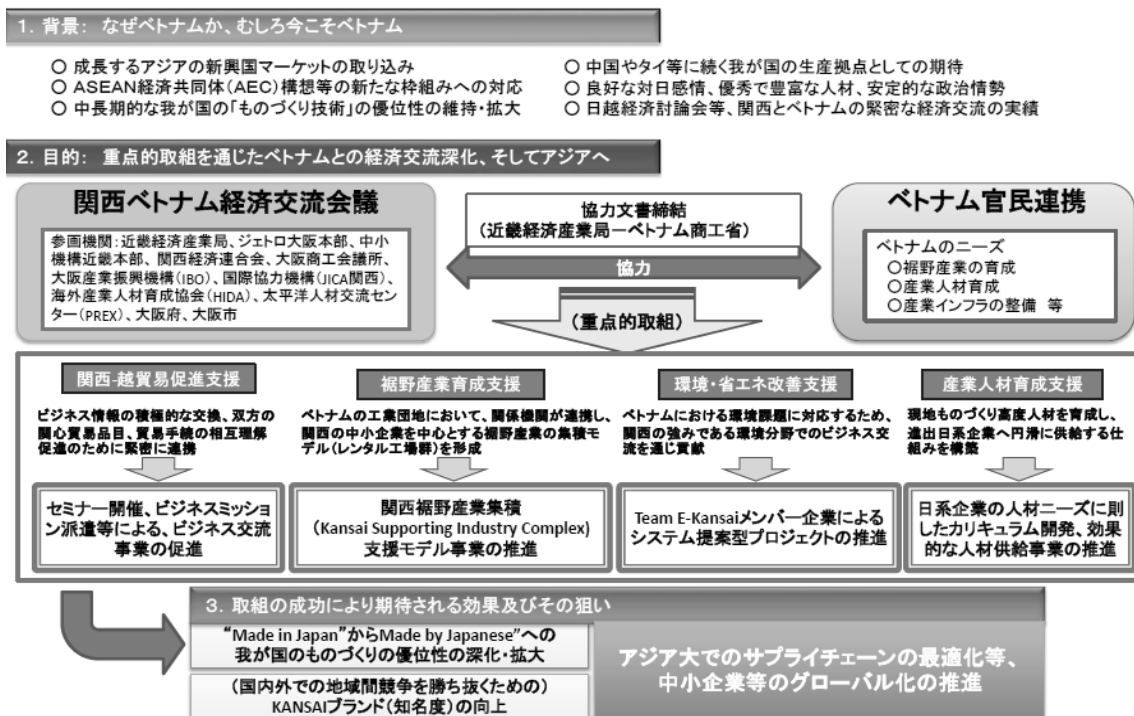 1. 背景: なぜベトナムか、むしろ今こそベトナム
○ 成長するアジアの新興国マーケットの取り込み
○ ASEAN経済共同体(AEC)構想等の新たな枠組みへの対応
○ 中長期的な我が国の「ものづくり技術」の優位性の維持・拡大
○ 中国やタイ等に続く我が国の生産拠点としての期待
○ 良好な対日感情、優秀で豊富な人材、安定的な政治情勢
○ 日越経済討論会等、関西とベトナムの緊密な経済交流の実績
2. 目的: 重点的取組を通じたベトナムとの経済交流深化、そしてアジアへ
関西ベトナム経済交流会議
参画機関:近畿経済産業局、ジェトロ大阪本部、中小
機構近畿本部、関西経済連合会、大阪商工会議所、
大阪産業振興機構(IBO)、国際協力機構(JICA関西)、
海外産業人材育成協会(HIDA)、太平洋人材交流セン
ター(PREX)、大阪府、大阪市
協力文書締結
(近畿経済産業局ーベトナム商工省)
協力
(重点的取組)
ベトナム官民連携
ベトナムのニーズ
○裾野産業の育成
○産業人材育成
○産業インフラの整備 等
関西-越貿易促進支援
ビジネス情報の積極的な交換、双方の
関心貿易品目、貿易手続の相互理解
促進のために緊密に連携
セミナー開催、ビジネスミッショ
ン派遣等による、ビジネス交流
事業の促進
裾野産業育成支援
ベトナムの工業団地において、関係機関が連携し、
関西の中小企業を中心とする裾野産業の集積モ
デル(レンタル工場群)を形成
関西裾野産業集積
(Kansai Supporting Industry Complex)
支援モデル事業の推進
環境・省エネ改善支援
ベトナムにおける環境課題に対応するため、
関西の強みである環境分野でのビジネス交
流を通じ貢献
Team E-Kansaiメンバー企業による
システム提案型プロジェクトの推進
産業人材育成支援
現地ものづくり高度人材を育成し、
進出日系企業へ円滑に供給する仕
組みを構築
日系企業の人材ニーズに則
したカリキュラム開発、効果
的な人材供給事業の推進
3. 取組の成功により期待される効果及びその狙い
“Made in Japan”からMade by Japanese”への
我が国のものづくりの優位性の深化・拡大
(国内外での地域間競争を勝ち抜くための)
KANSAIブランド(知名度)の向上
アジア大でのサプライチェーンの最適化等、
中小企業等のグローバル化の推進